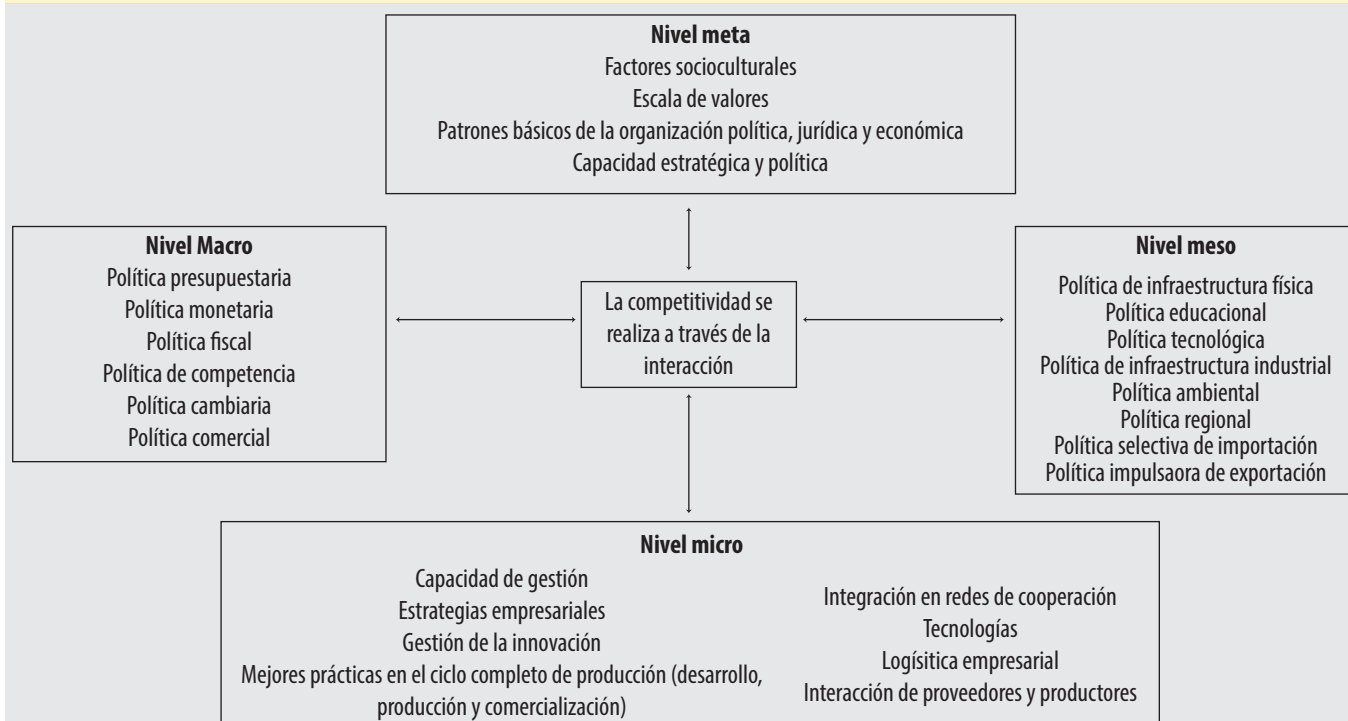 Nivel meta
Factores socioculturales
Escala de valores
Patrones básicos de la organización política, jurídica y económica
Capacidad estratégica y política
Nivel Macro
Política presupuestaria
Política monetaria
Política fiscal
Política de competencia
Política cambiaria
Política comercial
La competitividad se
realiza a través de la
interacción
Nivel meso
Política de infraestructura física
Política educacional
Política tecnológica
Política de infraestructura industrial
Política ambiental
Política regional
Política selectiva de importación
Política impulsaora de exportación
Nivel micro
Capacidad de gestión
Estrategias empresariales
Gestión de la innovación
Mejores prácticas en el ciclo completo de producción (desarrollo,
producción y comercialización)
Integración en redes de cooperación
Tecnologías
Logísitica empresarial
Interacción de proveedores y productores